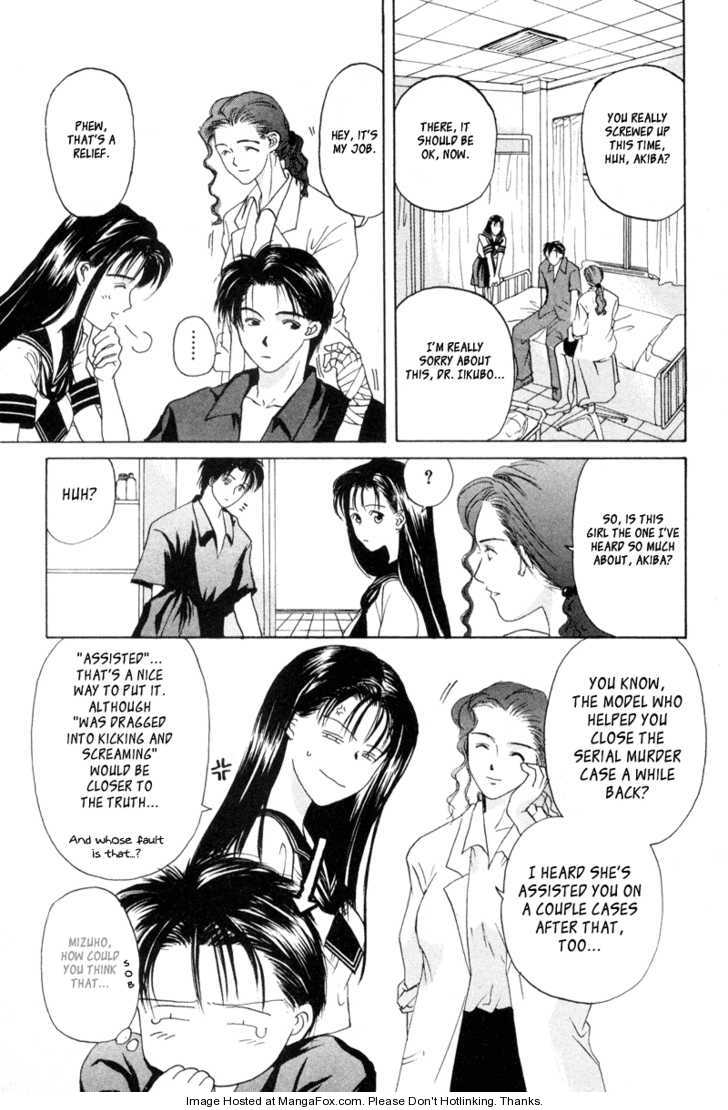 YOU REALLY
SCREWED UP
THIS TIME,
HUH, AKIBA?
THERE, IT
SHOULD BE
OK, NOW.
I'M REALLY
SORRY ABOUT
THIS, DR. IIKUBO...
HEY, IT'S
MY JOB.
PHEW,
THAT'S A
RELIEF.
......
SO, IS THIS
GIRL THE ONE I'VE
HEARD SO MUCH
ABOUT, AKIBA?
?
HUH?
YOU KNOW,
THE MODEL WHO
HELPED YOU
CLOSE THE
SERIAL MURDER
CASE A WHILE
BACK?
I HEARD SHE'S
ASSISTED YOU ON
A COUPLE CASES
AFTER THAT,
TOO...
"ASSISTED"...
THAT'S A NICE
WAY TO PUT IT.
ALTHOUGH
"WAS DRAGGED
INTO KICKING AND
SCREAMING"
WOULD BE
CLOSER TO
THE TRUTH...
And whose fault
is that..?
MIZUHO,
HOW COULD
YOU THINK
THAT...
SOB
Image Hosted at MangaFox.com. Please Don't Hotlinking. Thanks.